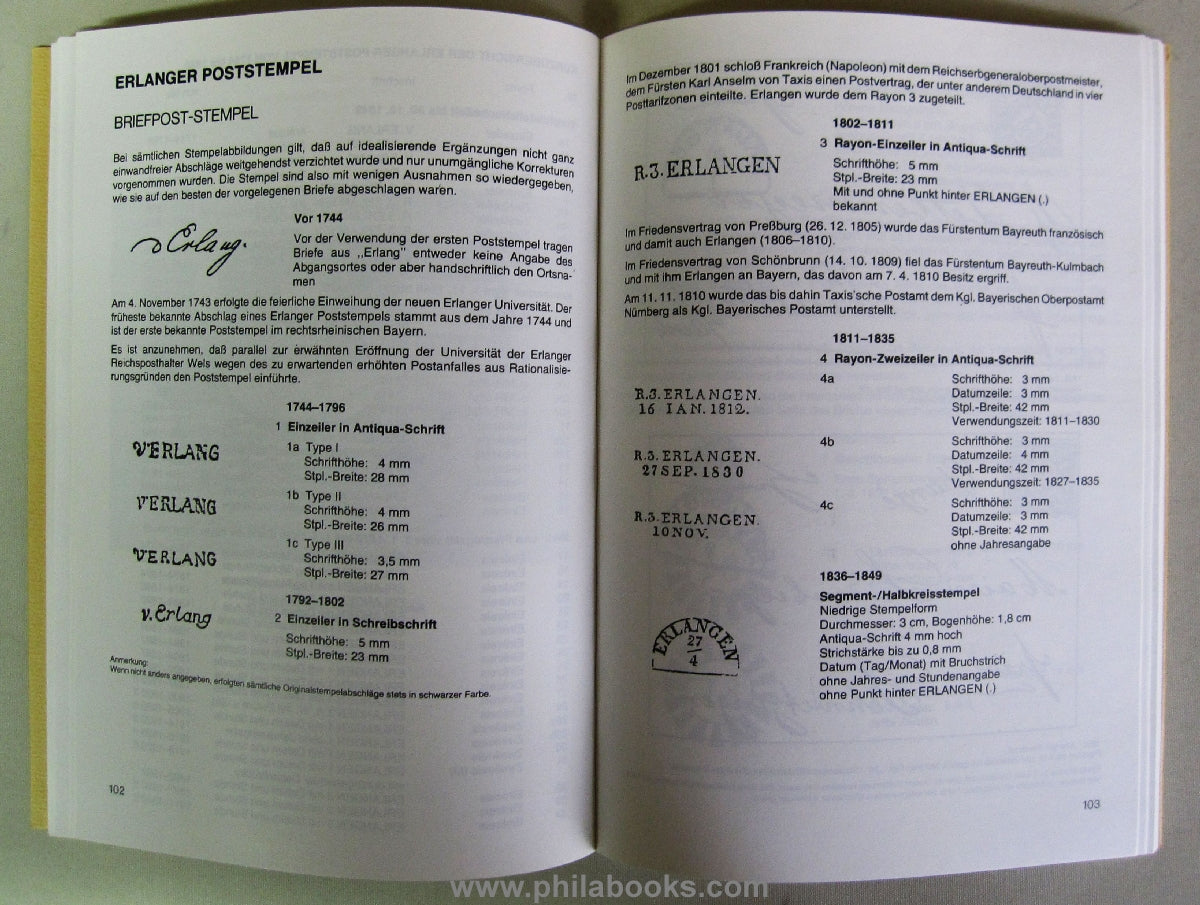 ERLANGER POSTSTEMPEL
BRIEFPOST-STEMPEL
Bei sämtlichen Stempelabbildungen gilt, daß auf idealisierende Ergänzungen nicht ganz
einwandfreier Abschläge weitgehendst verzichtet wurde und nur unumgängliche Korrekturen
vorgenommen wurden. Die Stempel sind also mit wenigen Ausnahmen so wiedergegeben,
wie sie auf den besten der vorgelegenen Briefe abgeschlagen waren.
Vor 1744
v Erlang.
Vor der Verwendung der ersten Poststempel tragen
Briefe aus „Erlang" entweder keine Angabe des
Abgangsortes oder aber handschriftlich den Ortsna-
men
Am 4. November 1743 erfolgte die feierliche Einweihung der neuen Erlanger Universität. Der
früheste bekannte Abschlag eines Erlanger Poststempels stammt aus dem Jahre 1744 und
ist der erste bekannte Poststempel im rechtsrheinischen Bayern.
Es ist anzunehmen, daß parallel zur erwähnten Eröffnung der Universität der Erlanger
Reichsposthalter Wels wegen des zu erwartenden erhöhten Postanfalles aus Rationalisie-
rungsgründen den Poststempel einführte.
1744–1796
1 Einzeiler in Antiqua-Schrift
VERLANG
1a Type I
Schrifthöhe: 4 mm
Stpl.-Breite: 28 mm
VERLANG
1b Type II
Schrifthöhe: 4 mm
Stpl.-Breite: 26 mm
VERLANG
1c Type III
Schrifthöhe: 3,5 mm
Stpl.-Breite: 27 mm
1792–1802
v. Erlang
2 Einzeiler in Schreibschrift
Schrifthöhe: 5 mm
Stpl.-Breite: 23 mm
Anmerkung:
Wenn nicht anders angegeben, erfolgten sämtliche Originalstempelabschläge stets in schwarzer Farbe.
102
Im Dezember 1801 schloß Frankreich (Napoleon) mit dem Reichserbgeneraloberpostmeister,
dem Fürsten Karl Anselm von Taxis einen Postvertrag, der unter anderem Deutschland in vier
Posttarifzonen einteilte. Erlangen wurde dem Rayon 3 zugeteilt.
1802–1811
3 Rayon-Einzeiler in Antiqua-Schrift
R.3. ERLANGEN
Schrifthöhe: 5 mm
Stpl.-Breite: 23 mm
Mit und ohne Punkt hinter ERLANGEN (.)
bekannt
Im Friedensvertrag von Preßburg (26. 12. 1805) wurde das Fürstentum Bayreuth französisch
und damit auch Erlangen (1806–1810).
Im Friedensvertrag von Schönbrunn (14. 10. 1809) fiel das Fürstentum Bayreuth-Kulmbach
und mit ihm Erlangen an Bayern, das davon am 7. 4. 1810 Besitz ergriff.
Am 11. 11. 1810 wurde das bis dahin Taxis'sche Postamt dem Kgl. Bayerischen Oberpostamt
Nürnberg als Kgl. Bayerisches Postamt unterstellt.
1811–1835
4 Rayon-Zweizeiler in Antiqua-Schrift
R.3. ERLANGEN.
16 IAN. 1812.
4a
Schrifthöhe: 3 mm
Datumzeile: 3 mm
Stpl.-Breite: 42 mm
Verwendungszeit: 1811–1830
R.3. ERLANGEN.
27 SEP. 1830
4b
Schrifthöhe: 3 mm
Datumzeile: 4 mm
Stpl.-Breite: 42 mm
Verwendungszeit: 1827–1835
R.3. ERLANGEN.
10 NOV.
4c
Schrifthöhe: 3 mm
Datumzeile: 3 mm
Stpl.-Breite: 42 mm
ohne Jahresangabe
1836–1849
Segment-/Halbkreisstempel
ERLANGEN
27
4
Niedrige Stempelform
Durchmesser: 3 cm, Bogenhöhe: 1,8 cm
Antiqua-Schrift 4 mm hoch
Strichstärke bis zu 0,8 mm
Datum (Tag/Monat) mit Bruchstrich
ohne Jahres- und Stundenangabe
ohne Punkt hinter ERLANGEN (.)
103
www.philabooks.com